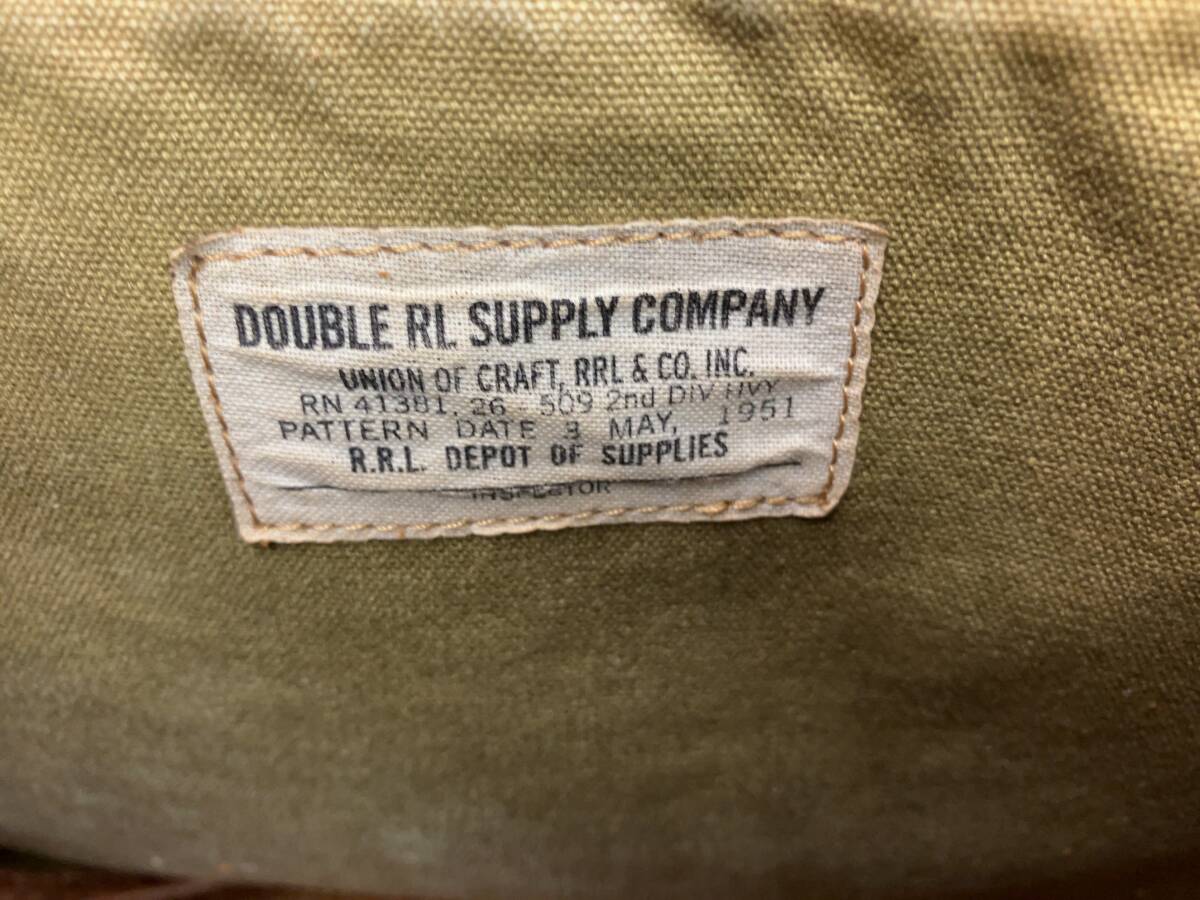 DOUBLE RL SUPPLY COMPANY
UNION OF CRAFT, RRL & CO. INC.
RN 41381. 26 - 509 2nd DIV HVY
PATTERN DATE 3 MAY, 1951
R.R.L. DEPOT OF SUPPLIES
INSPECTOR